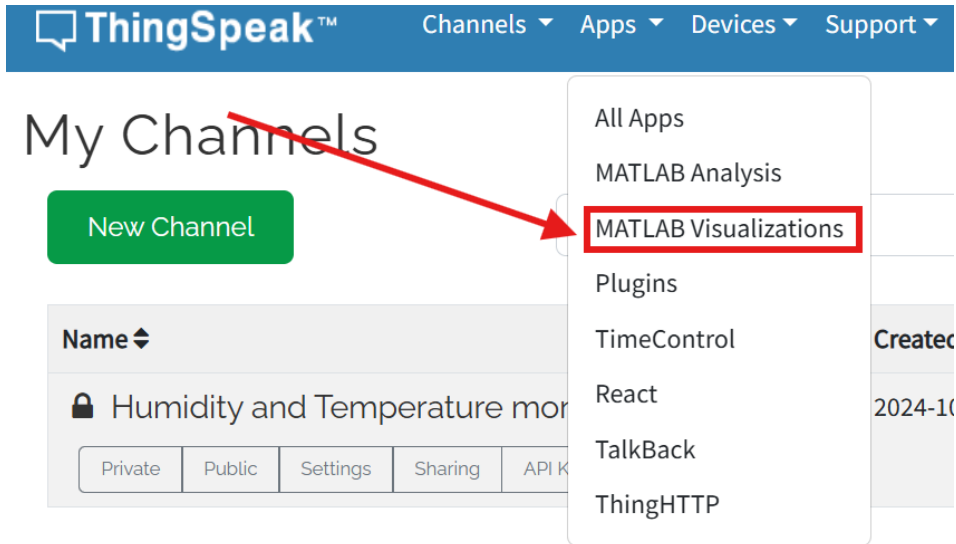 ThingSpeak™ Channels Apps Devices Support
My Channels
New Channel
All Apps
MATLAB Analysis
MATLAB Visualizations
Plugins
TimeControl
React
TalkBack
ThingHTTP
Name Created
Humidity and Temperature mor 2024-10
Private Public Settings Sharing API K